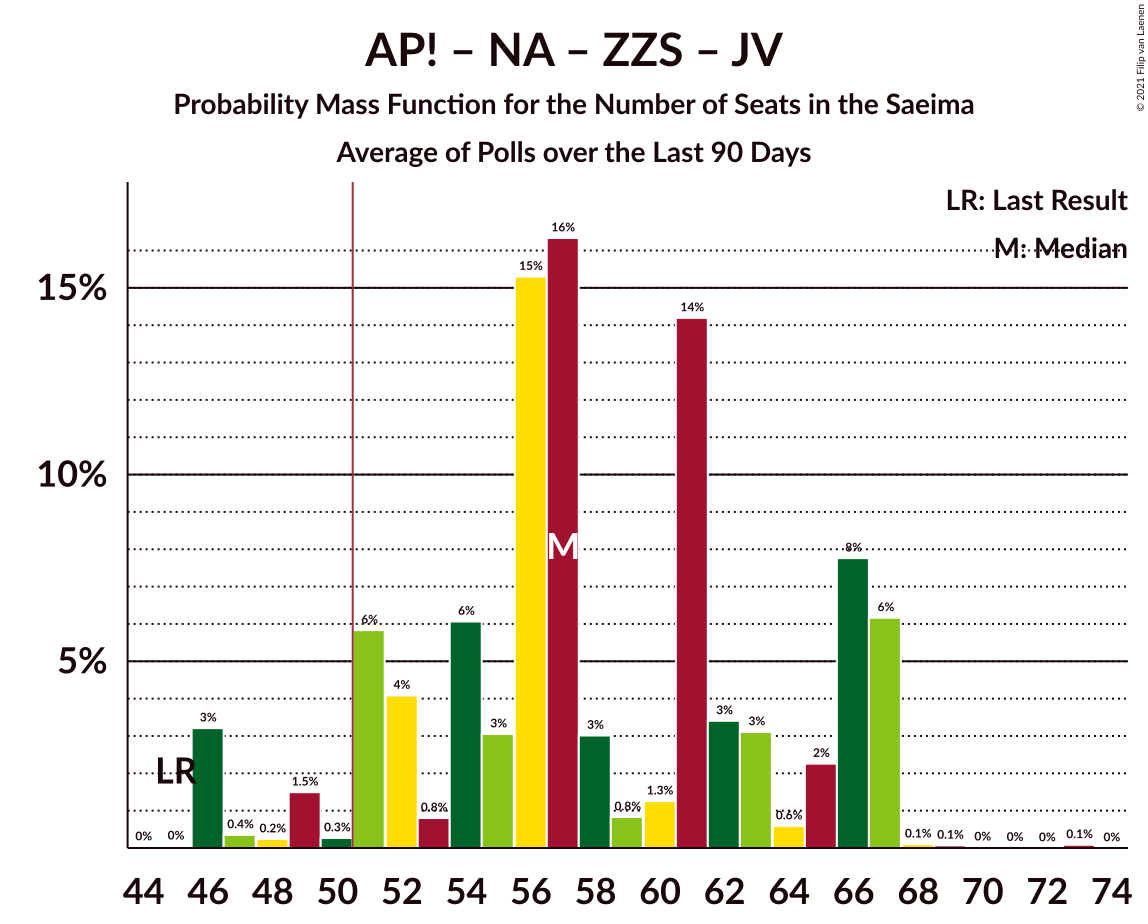 AP! – NA – ZZS – JV
Probability Mass Function for the Number of Seats in the Saeima
Average of Polls over the Last 90 Days
© 2021 Filip van Laenen
LR: Last Result
M: Median
15%
10%
5%
0% 0% 3% 0.4% 0.2% 1.5% 0.3% 6% 4% 0.8% 6% 3% 15% 16% 3% 0.8% 1.3% 14% 3% 3% 0.6% 2% 8% 6% 0.1% 0.1% 0% 0% 0% 0.1% 0%
LR
M
44 46 48 50 52 54 56 58 60 62 64 66 68 70 72 74